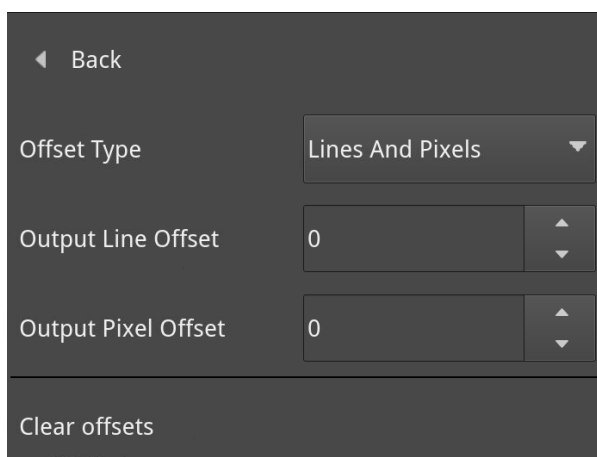 Back
Offset Type Lines And Pixels
Output Line Offset 0
Output Pixel Offset 0
Clear offsets